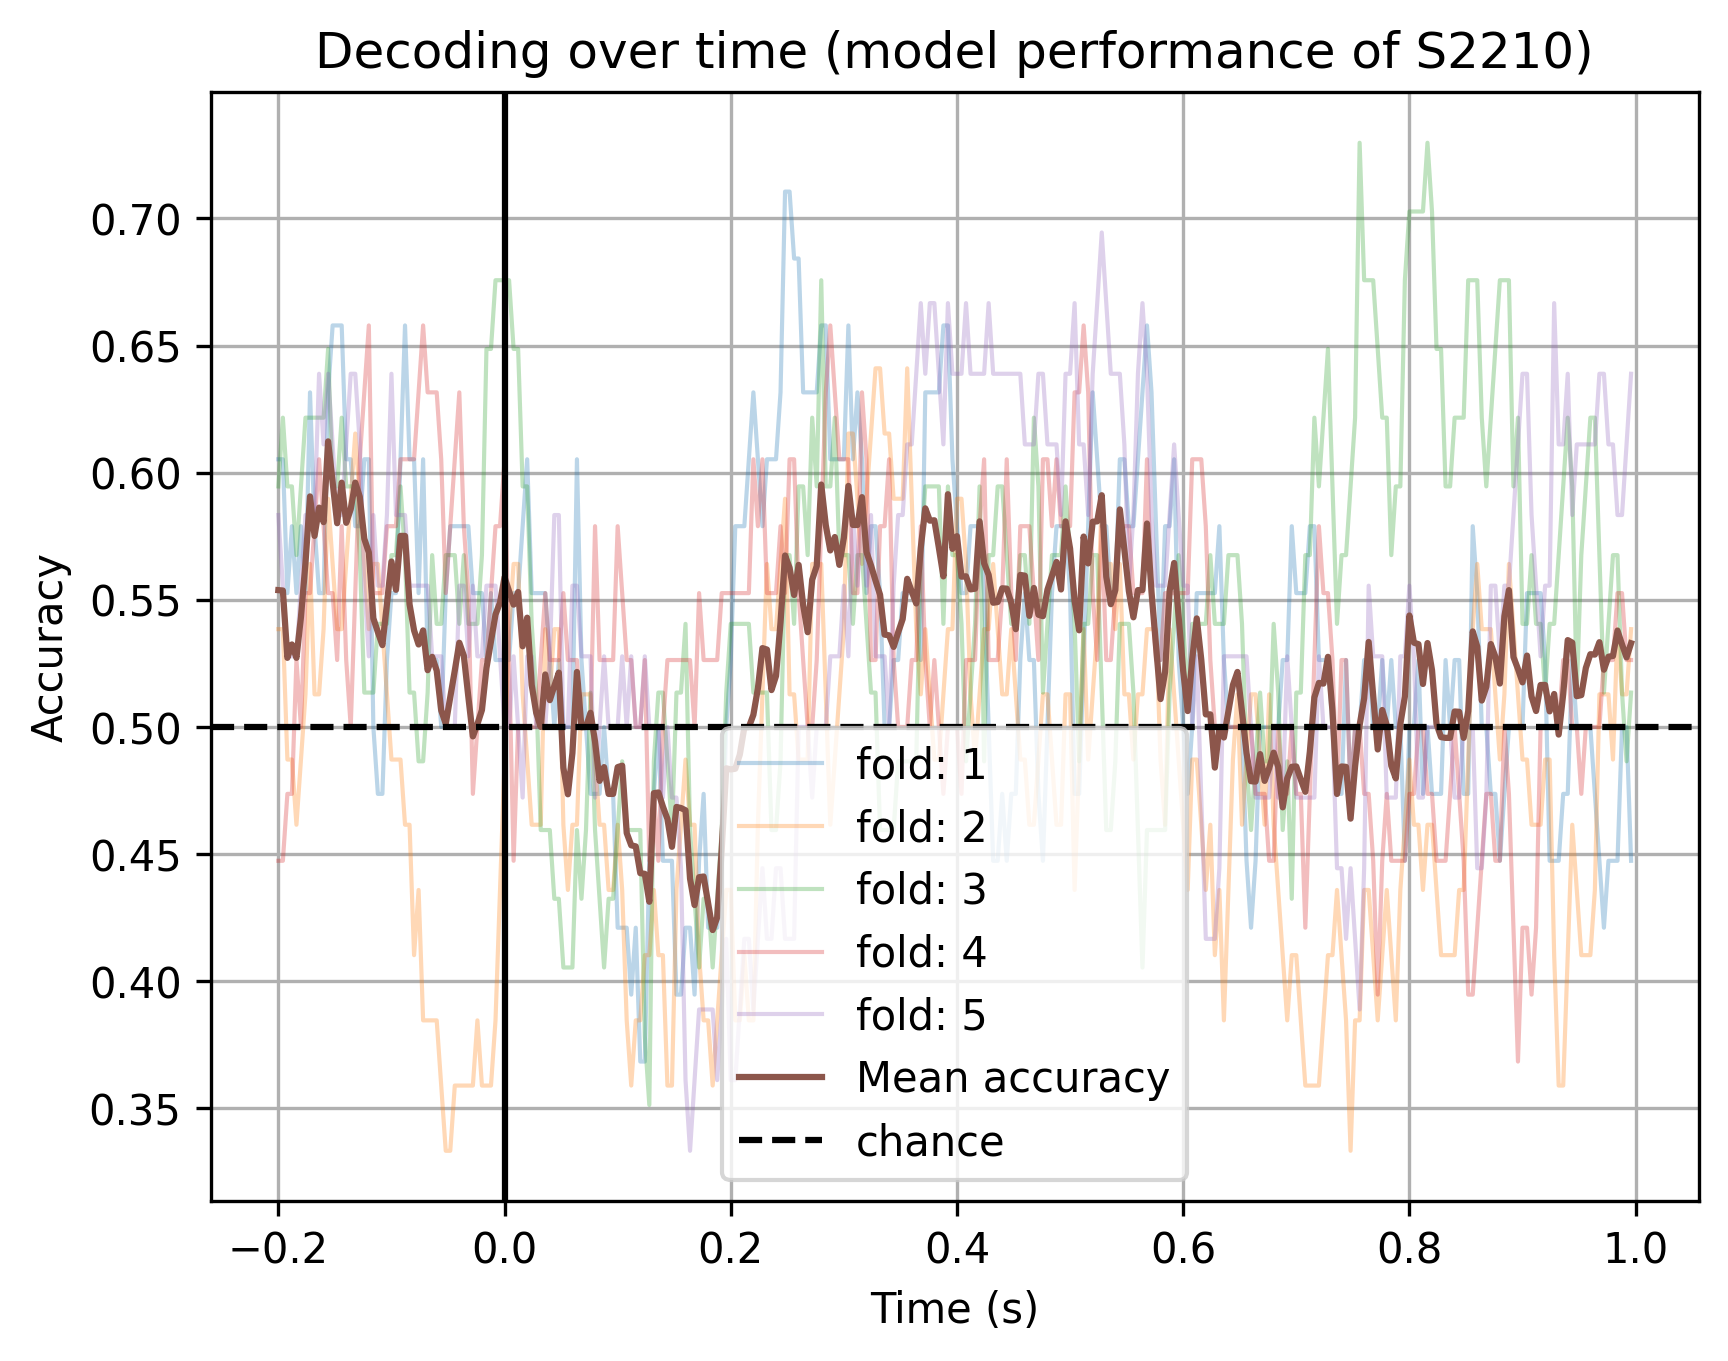 Decoding over time (model performance of S2210)
Accuracy
0.70
0.65
0.60
0.55
0.50
0.45
0.40
0.35
fold: 1
fold: 2
fold: 3
fold: 4
fold: 5
Mean accuracy
chance
−0.2 0.0 0.2 0.4 0.6 0.8 1.0
Time (s)